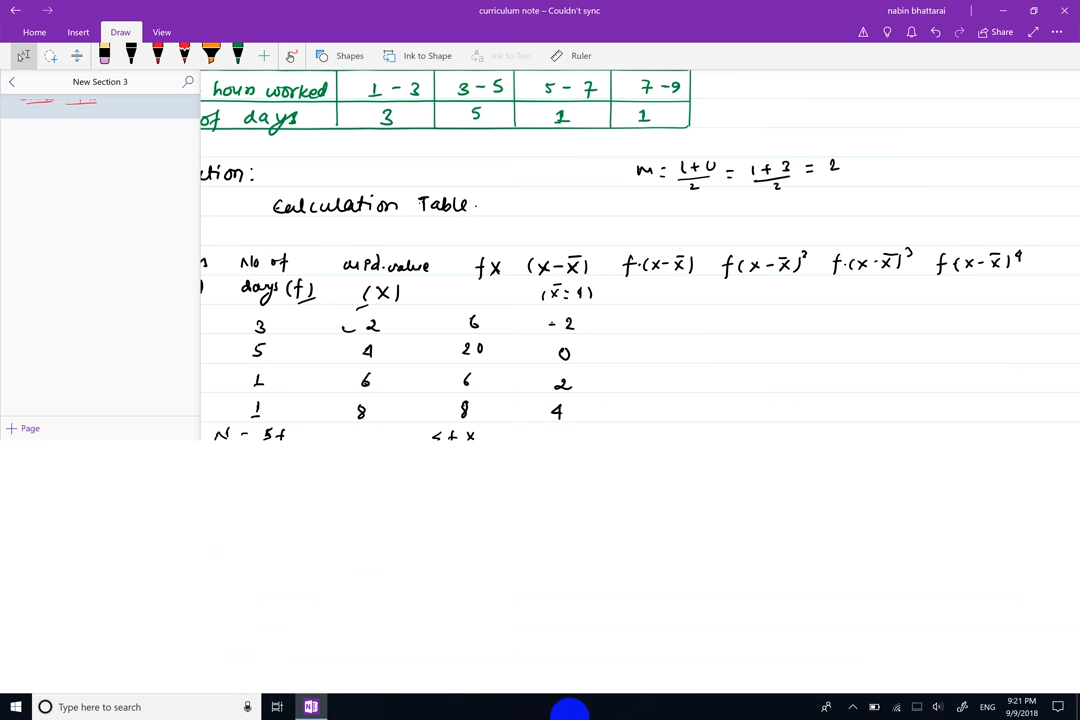 curriculum note – Couldn't sync
nabin bhattarai
Home Insert Draw View
Share
Shapes Ink to Shape Ink to Text Ruler
New Section 3
hours worked 1 – 3 3 – 5 5 – 7 7 – 9
of days 3 5 1 1
tion: m = L+U/2 = 1+3/2 = 2
Calculation Table.
No of mid.value fx (x-x̄) f.(x-x̄) f(x-x̄)² f.(x-x̄)³ f(x-x̄)⁴
days (f) (x) (x̄=4)
3 2 6 -2
5 4 20 0
1 6 6 2
1 8 8 4
N = Σf Σfx
+ Page
Type here to search
ENG
9:21 PM
9/9/2018